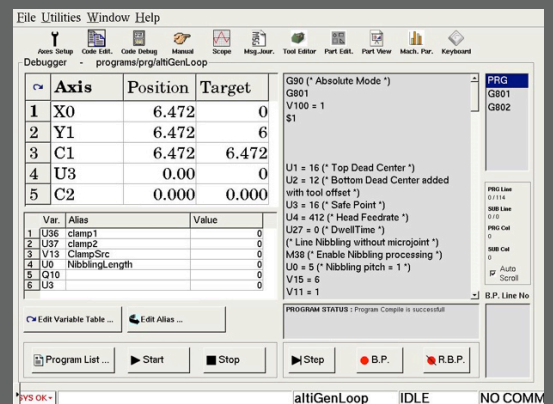 File Utilities Window Help
Axes Setup Code Edit. Code Debug Manual Scope Msg.Jour. Tool Editor Part Edit. Part View Mach. Par. Keyboard
Debugger - programs/prg/altiGenLoop
Axis Position Target
1 X0 6.472 0
2 Y1 6.472 6
3 C1 6.472 6.472
4 U3 0.00 0
5 C2 0.000 0.000
Var. Alias Value
1 U36 clamp1 0
2 U37 clamp2 0
3 V13 ClampSrc 0
4 U0 NibblingLength 0
5 Q10 0
6 U3 0
Edit Variable Table ... Edit Alias ...
G90 (* Absolute Mode *)
G801
V100 = 1
$1
U1 = 16 (* Top Dead Center *)
U2 = 12 (* Bottom Dead Center added
with tool offset *)
U3 = 16 (* Safe Point *)
U4 = 412 (* Head Feedrate *)
U27 = 0 (* DwellTime *)
(* Line Nibbling without microjoint *)
M38 (* Enable Nibbling processing *)
U0 = 5 (* Nibbling pitch = 1 *)
V15 = 6
V11 = 1
PROGRAM STATUS : Program Compile is successfull
PRG
G801
G802
PRG Line
0 / 114
SUB Line
0 / 0
PRG Col
0
SUB Col
0
Auto
Scroll
B.P. Line No
Program List ... Start Stop Step B.P. R.B.P.
SYS OK altiGenLoop IDLE NO COMM